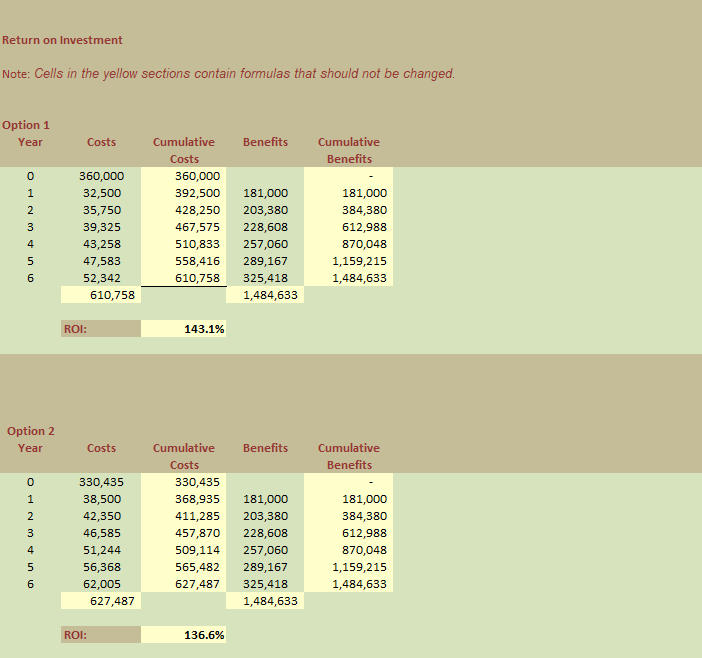 Return on Investment
Note: Cells in the yellow sections contain formulas that should not be changed.
Option 1
Year Costs Cumulative Costs Benefits Cumulative Benefits
0 360,000 360,000 -
1 32,500 392,500 181,000 181,000
2 35,750 428,250 203,380 384,380
3 39,325 467,575 228,608 612,988
4 43,258 510,833 257,060 870,048
5 47,583 558,416 289,167 1,159,215
6 52,342 610,758 325,418 1,484,633
610,758 1,484,633
ROI: 143.1%
Option 2
Year Costs Cumulative Costs Benefits Cumulative Benefits
0 330,435 330,435 -
1 38,500 368,935 181,000 181,000
2 42,350 411,285 203,380 384,380
3 46,585 457,870 228,608 612,988
4 51,244 509,114 257,060 870,048
5 56,368 565,482 289,167 1,159,215
6 62,005 627,487 325,418 1,484,633
627,487 1,484,633
ROI: 136.6%